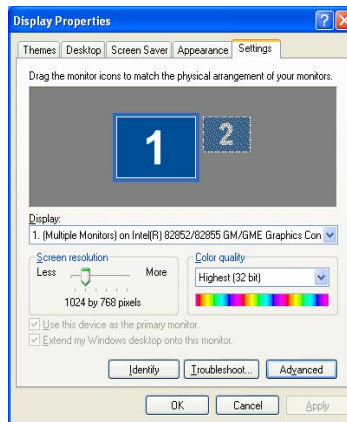 Display Properties
Themes Desktop Screen Saver Appearance Settings
Drag the monitor icons to match the physical arrangement of your monitors.
1 2
Display:
1. (Multiple Monitors) on Intel(R) 82852/82855 GM/GME Graphics Con
Screen resolution
Less More
1024 by 768 pixels
Color quality
Highest (32 bit)
Use this device as the primary monitor.
Extend my Windows desktop onto this monitor.
Identify Troubleshoot... Advanced
OK Cancel Apply